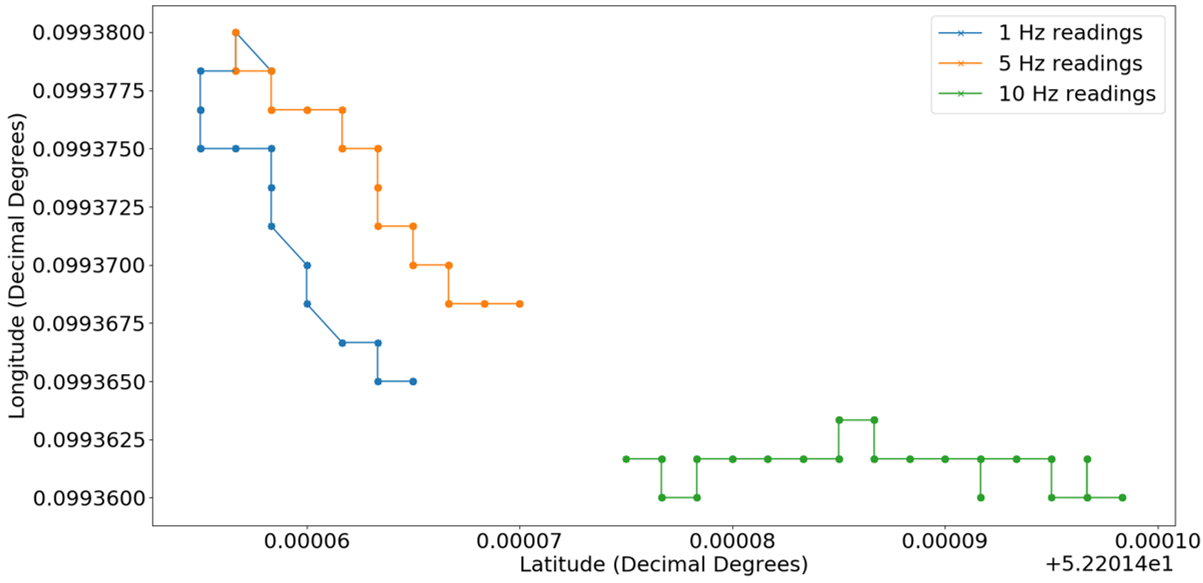 0.0993800
0.0993775
0.0993750
0.0993725
0.0993700
0.0993675
0.0993650
0.0993625
0.0993600
Longitude (Decimal Degrees)
1 Hz readings
5 Hz readings
10 Hz readings
0.00006 0.00007 0.00008 0.00009 0.00010
Latitude (Decimal Degrees)
+5.22014e1